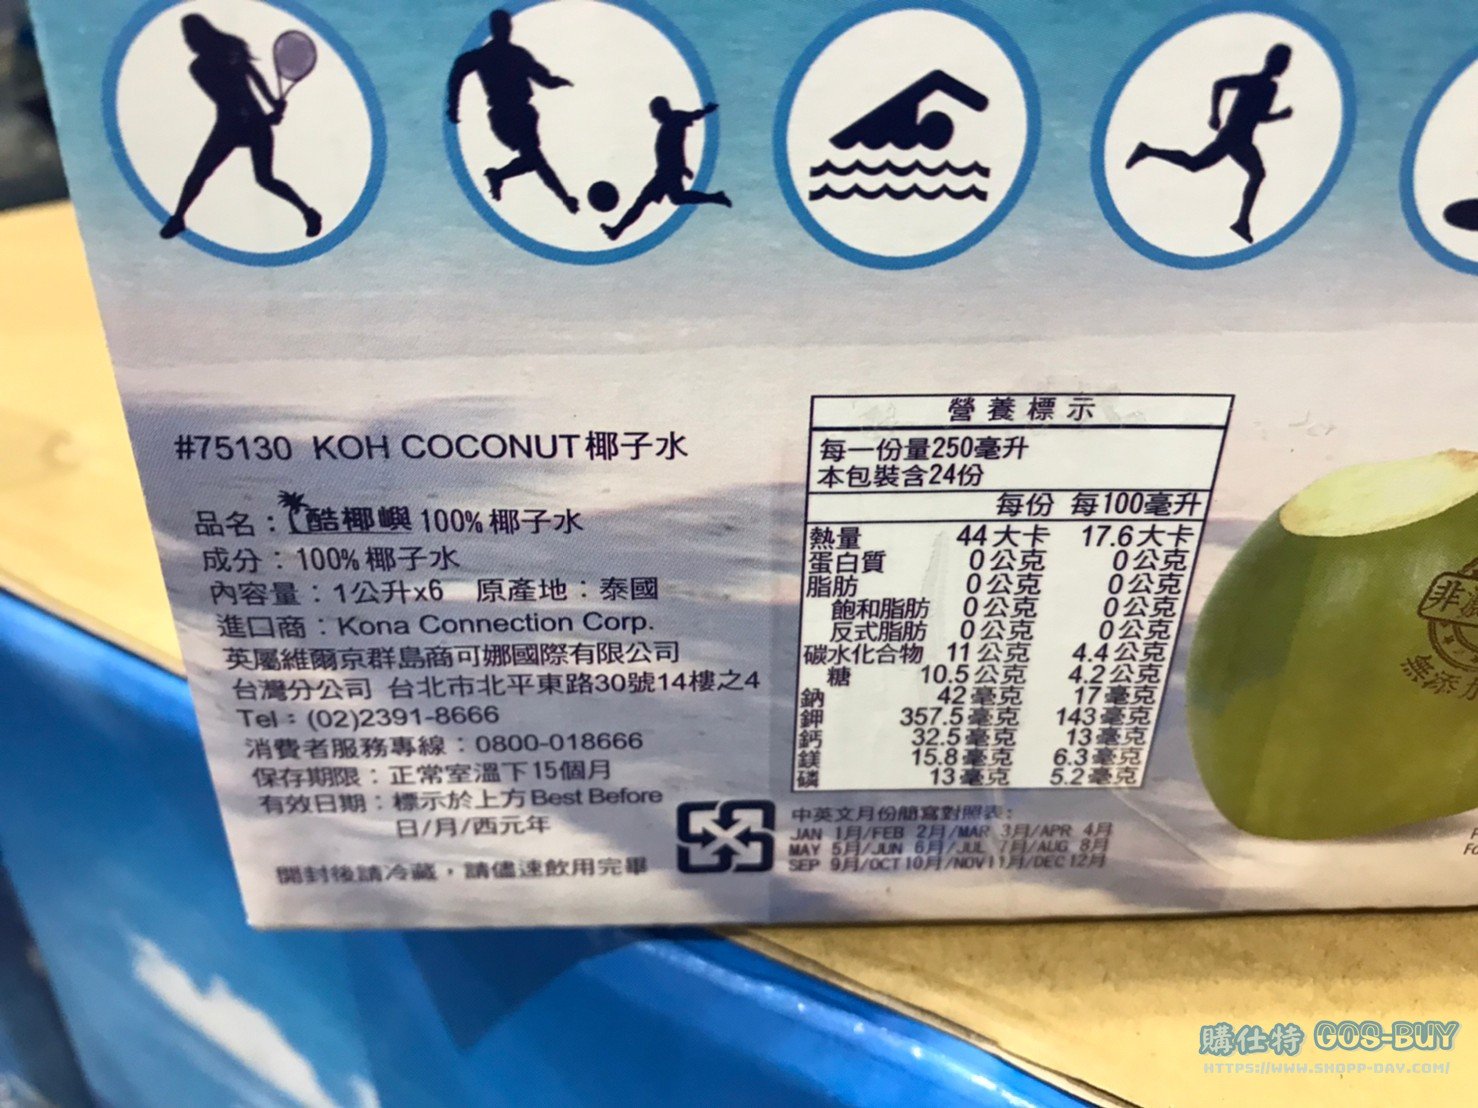 #75130 KOH COCONUT 椰子水
品名：酷椰嶼 100% 椰子水
成分：100% 椰子水
內容量：1公升x6 原產地：泰國
進口商：Kona Connection Corp.
英屬維爾京群島商可娜國際有限公司
台灣分公司 台北市北平東路30號14樓之4
Tel：(02)2391-8666
消費者服務專線：0800-018666
保存期限：正常室溫下15個月
有效日期：標示於上方Best Before
日/月/西元年
開封後請冷藏，請儘速飲用完畢
營養標示
每一份量250毫升
本包裝含24份
每份 每100毫升
熱量 44大卡 17.6大卡
蛋白質 0公克 0公克
脂肪 0公克 0公克
飽和脂肪 0公克 0公克
反式脂肪 0公克 0公克
碳水化合物 11公克 4.4公克
糖 10.5公克 4.2公克
鈉 42毫克 17毫克
鉀 357.5毫克 143毫克
鈣 32.5毫克 13毫克
鎂 15.8毫克 6.3毫克
磷 13毫克 5.2毫克
中英文月份簡寫對照表:
JAN 1月/FEB 2月/MAR 3月/APR 4月
MAY 5月/JUN 6月/JUL 7月/AUG 8月
SEP 9月/OCT10月/NOV11月/DEC12月
非
無添
購仕特 GOS-BUY
HTTPS://WWW.SHOPP-DAY.COM/